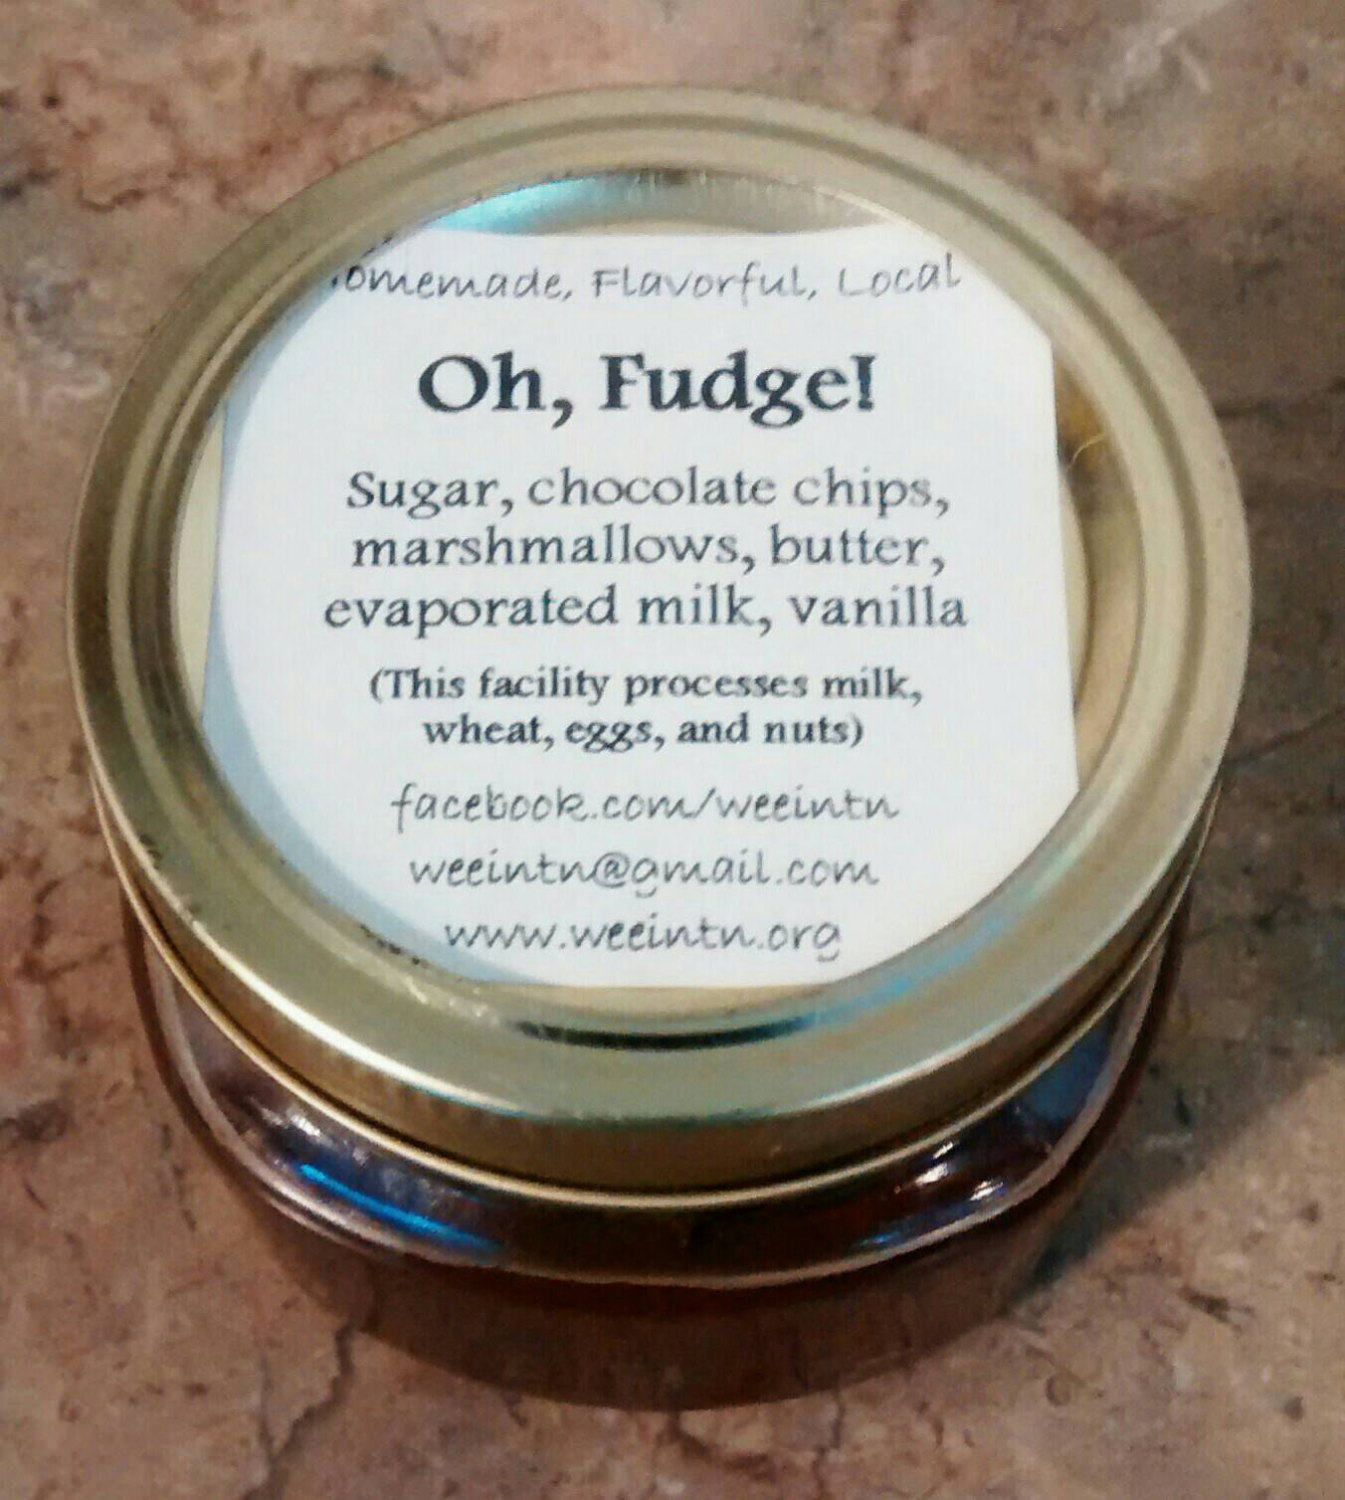 omemade, Flavorful, Local
Oh, Fudge!
Sugar, chocolate chips,
marshmallows, butter,
evaporated milk, vanilla
(This facility processes milk,
wheat, eggs, and nuts)
facebook.com/weeintn
weeintn@gmail.com
www.weeintn.org